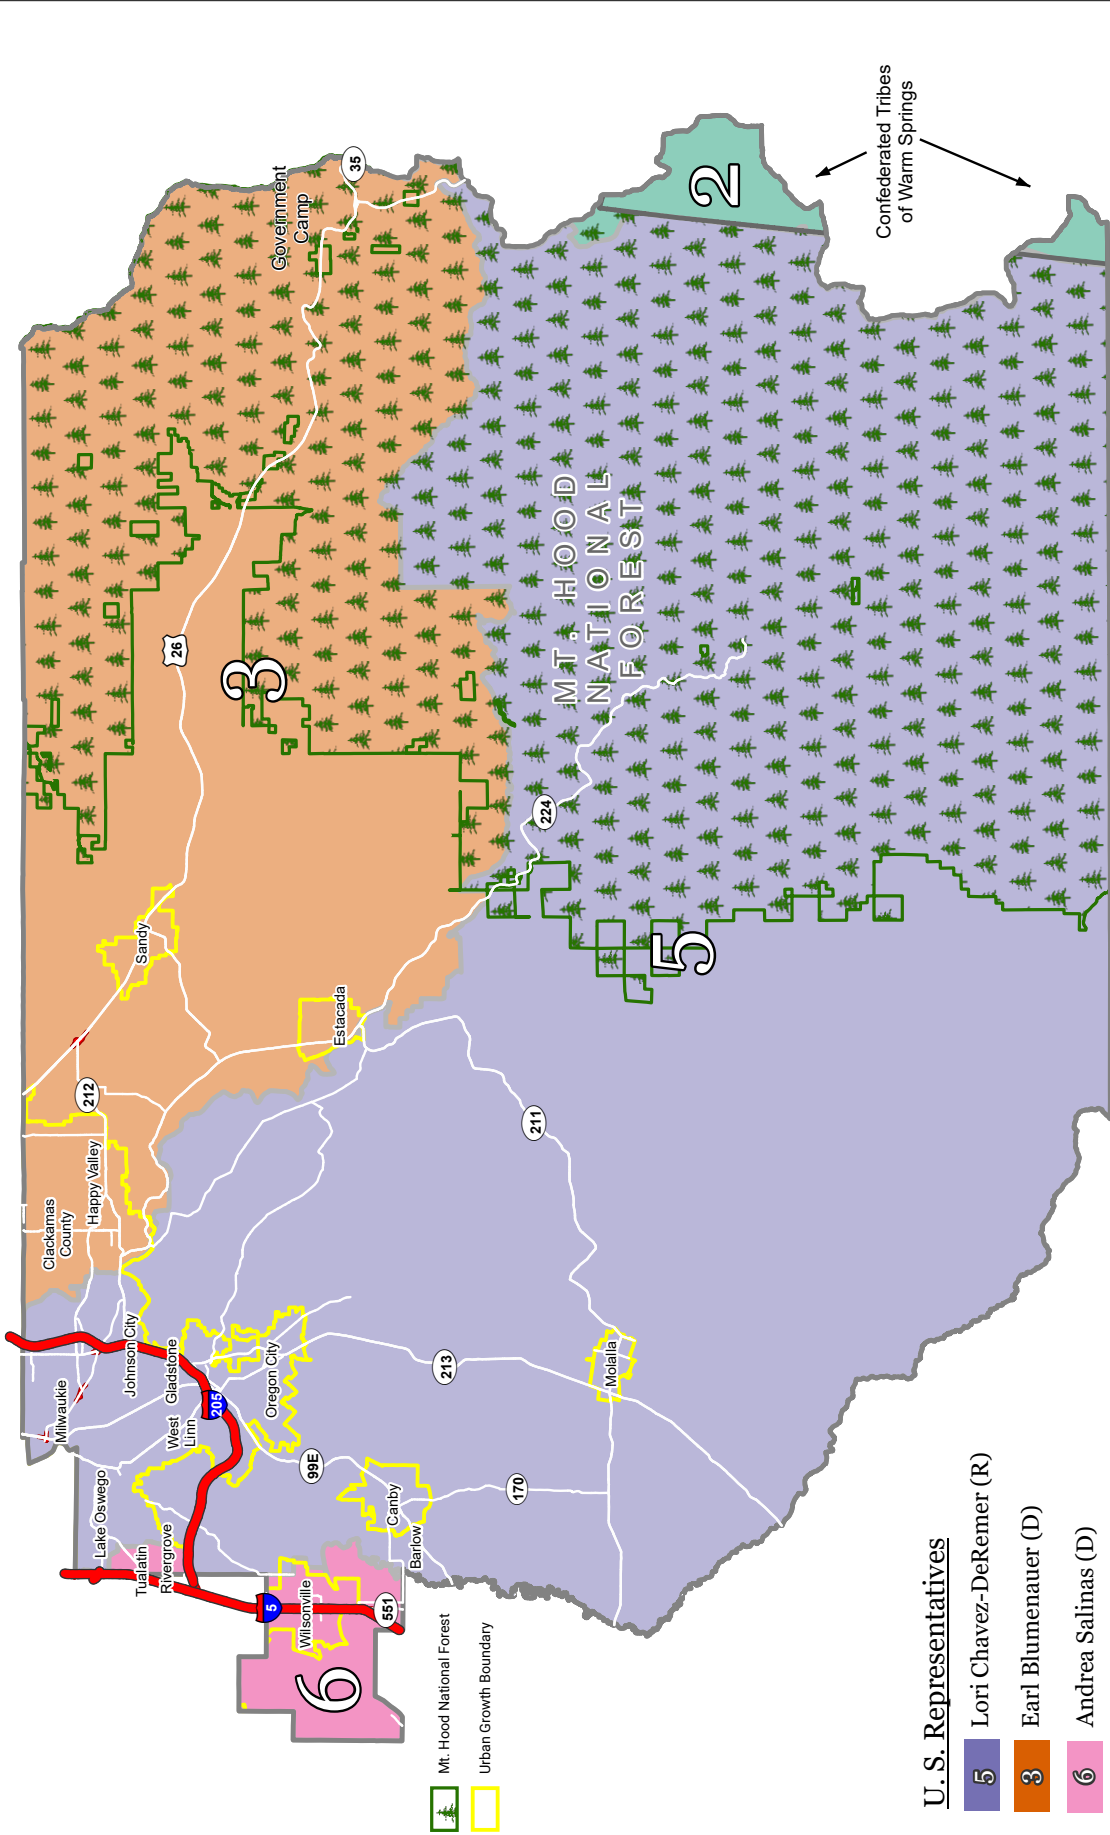 Confederated Tribes
of Warm Springs
2
35
Government
Camp
26
3
MT. HOOD
NATIONAL
FOREST
224
5
Sandy
Estacada
212
211
Happy Valley
Clackamas
County
Johnson City
Gladstone
Milwaukie
West
Linn
205
Oregon City
213
Molalla
99E
170
Lake Oswego
Canby
Barlow
Tualatin
Rivergrove
5
Wilsonville
551
6
Mt. Hood National Forest
Urban Growth Boundary
U. S. Representatives
5 Lori Chavez-DeRemer (R)
3 Earl Blumenauer (D)
6 Andrea Salinas (D)